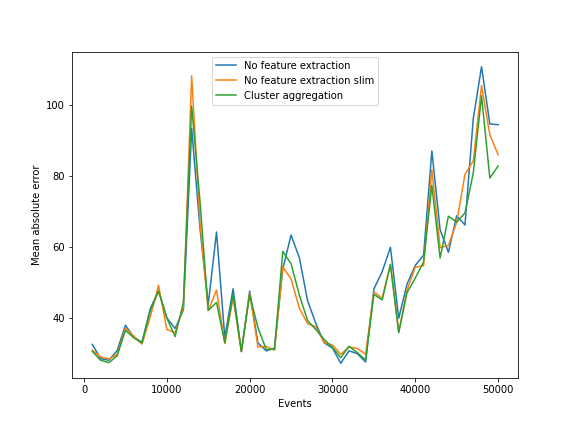 No feature extraction
No feature extraction slim
Cluster aggregation
Mean absolute error
100
80
60
40
0
10000
20000
30000
40000
50000
Events